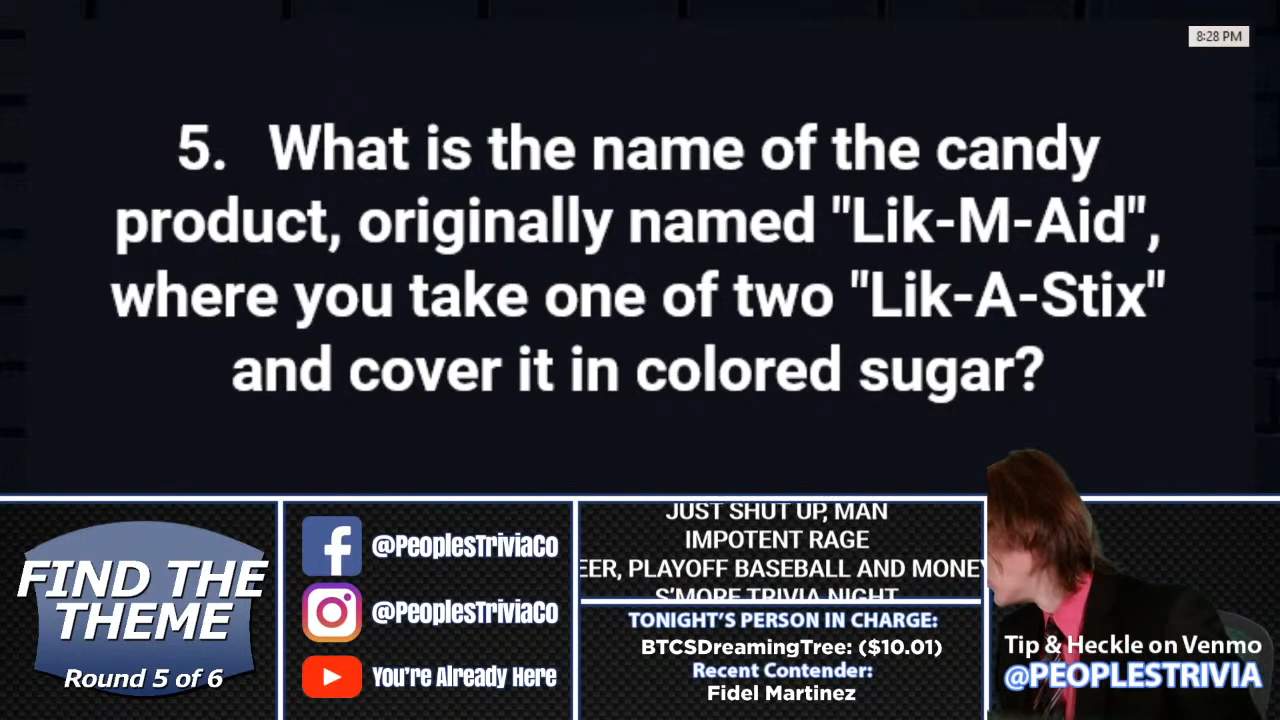 8:28 PM
5. What is the name of the candy
product, originally named "Lik-M-Aid",
where you take one of two "Lik-A-Stix"
and cover it in colored sugar?
FIND THE
THEME
Round 5 of 6
@PeoplesTriviaCo
@PeoplesTriviaCo
You're Already Here
JUST SHUT UP, MAN
IMPOTENT RAGE
EER, PLAYOFF BASEBALL AND MONEY
S'MORE TRIVIA NIGHT
TONIGHT'S PERSON IN CHARGE:
BTCSDreamingTree: ($10.01)
Recent Contender:
Fidel Martinez
Tip & Heckle on Venmo
@PEOPLESTRIVIA